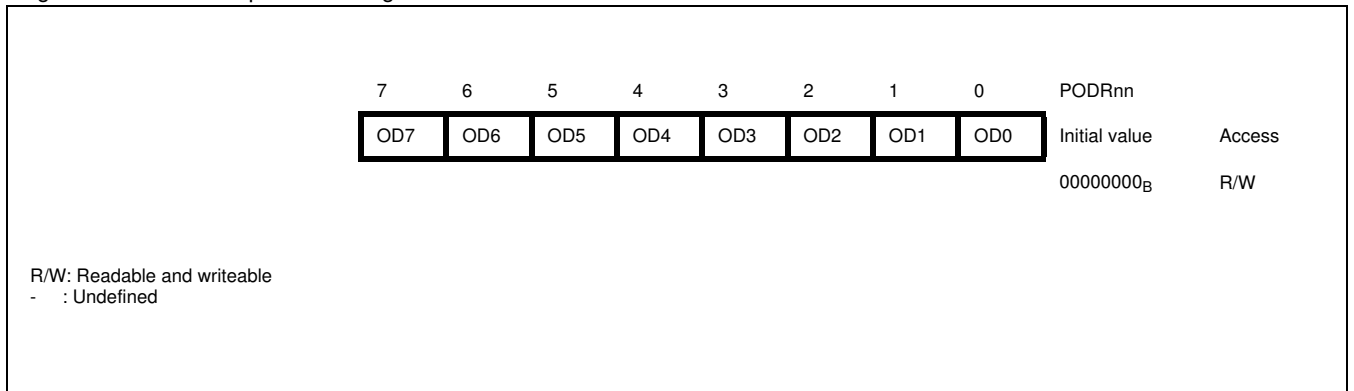 7 6 5 4 3 2 1 0 PODRnn
OD7 OD6 OD5 OD4 OD3 OD2 OD1 OD0 Initial value Access
00000000B R/W
R/W: Readable and writeable
- : Undefined